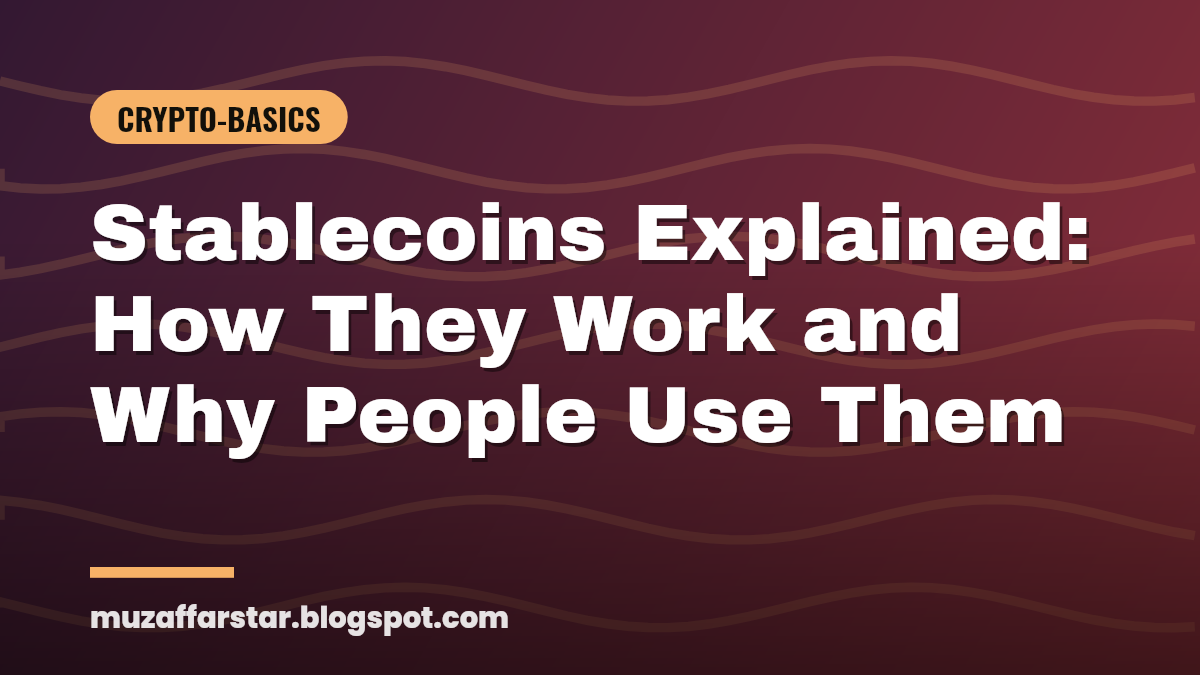 CRYPTO-BASICS
Stablecoins Explained:
How They Work and
Why People Use Them
muzaffarstar.blogspot.com